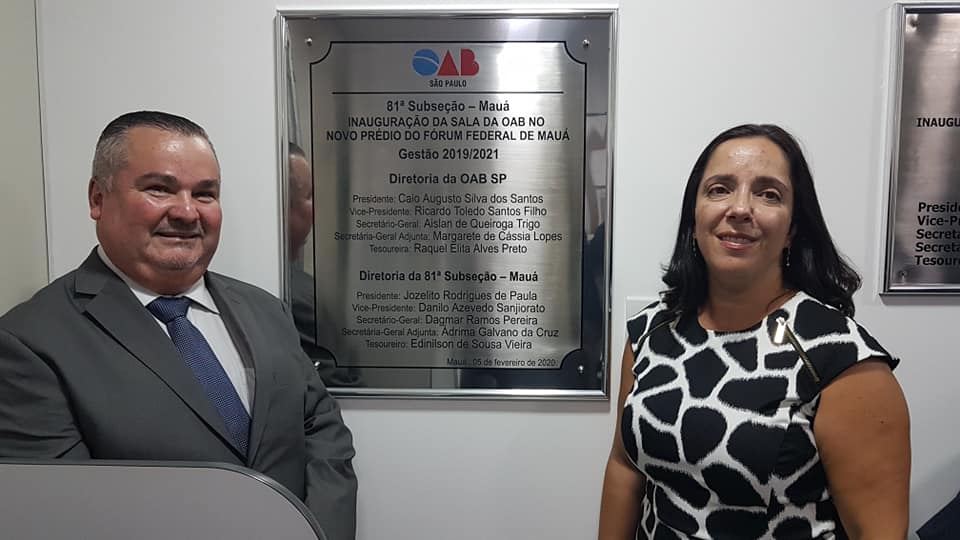 OAB
SÃO PAULO
81ª Subseção – Mauá
INAUGURAÇÃO DA SALA DA OAB NO
NOVO PRÉDIO DO FÓRUM FEDERAL DE MAUÁ
Gestão 2019/2021
Diretoria da OAB SP
Presidente: Caio Augusto Silva dos Santos
Vice-Presidente: Ricardo Toledo Santos Filho
Secretário-Geral: Aislan de Queiroga Trigo
Secretária-Geral Adjunta: Margarete de Cássia Lopes
Tesoureira: Raquel Elita Alves Preto
Diretoria da 81ª Subseção – Mauá
Presidente: Jozelito Rodrigues de Paula
Vice-Presidente: Danilo Azevedo Sanjiorato
Secretário-Geral: Dagmar Ramos Pereira
Secretária-Geral Adjunta: Adrima Galvano da Cruz
Tesoureiro: Edinilson de Sousa Vieira
Mauá, 05 de fevereiro de 2020.
INAUGU
Presid
Vice-P
Secret
Secret
Tesou